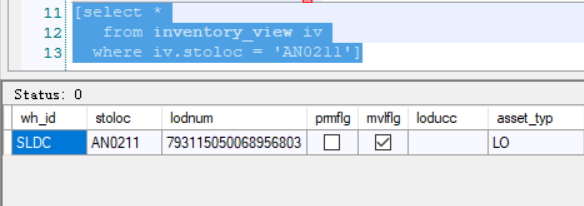 11 [select *
12 from inventory_view iv
13 where iv.stoloc = 'AN0211']
Status: 0
wh_id stoloc lodnum prmflg mvlflg loducc asset_typ
SLDC AN0211 793115050068956803 LO